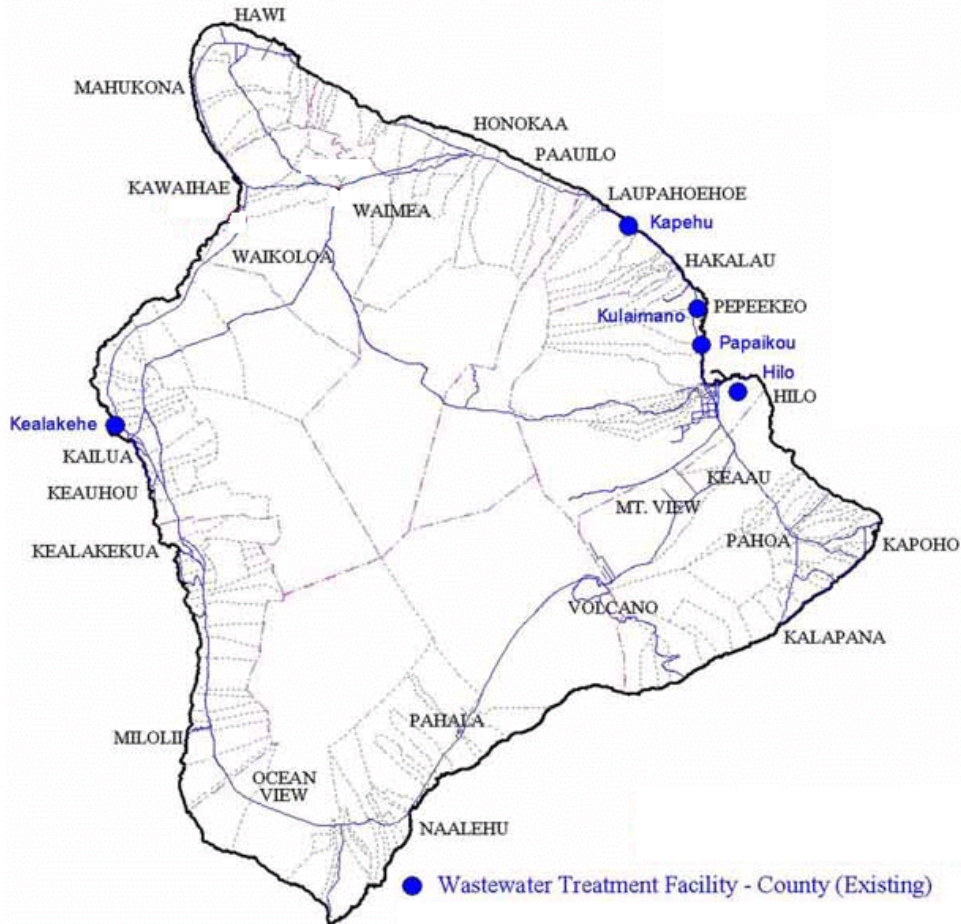 HAWI
MAHUKONA
HONOKAA
PAAUILO
KAWAIHAE
LAUPAHOEHOE
WAIMEA
Kapehu
WAIKOLOA
HAKALAU
PEPEEKEO
Kulaimano
Papaikou
Hilo
HILO
Kealakehe
KAILUA
KEAUHOU
KEAAU
MT. VIEW
KEALAKEKUA
PAHOA
KAPOHO
VOLCANO
KALAPANA
PAHALA
MILOLII
OCEAN
VIEW
NAALEHU
Wastewater Treatment Facility - County (Existing)